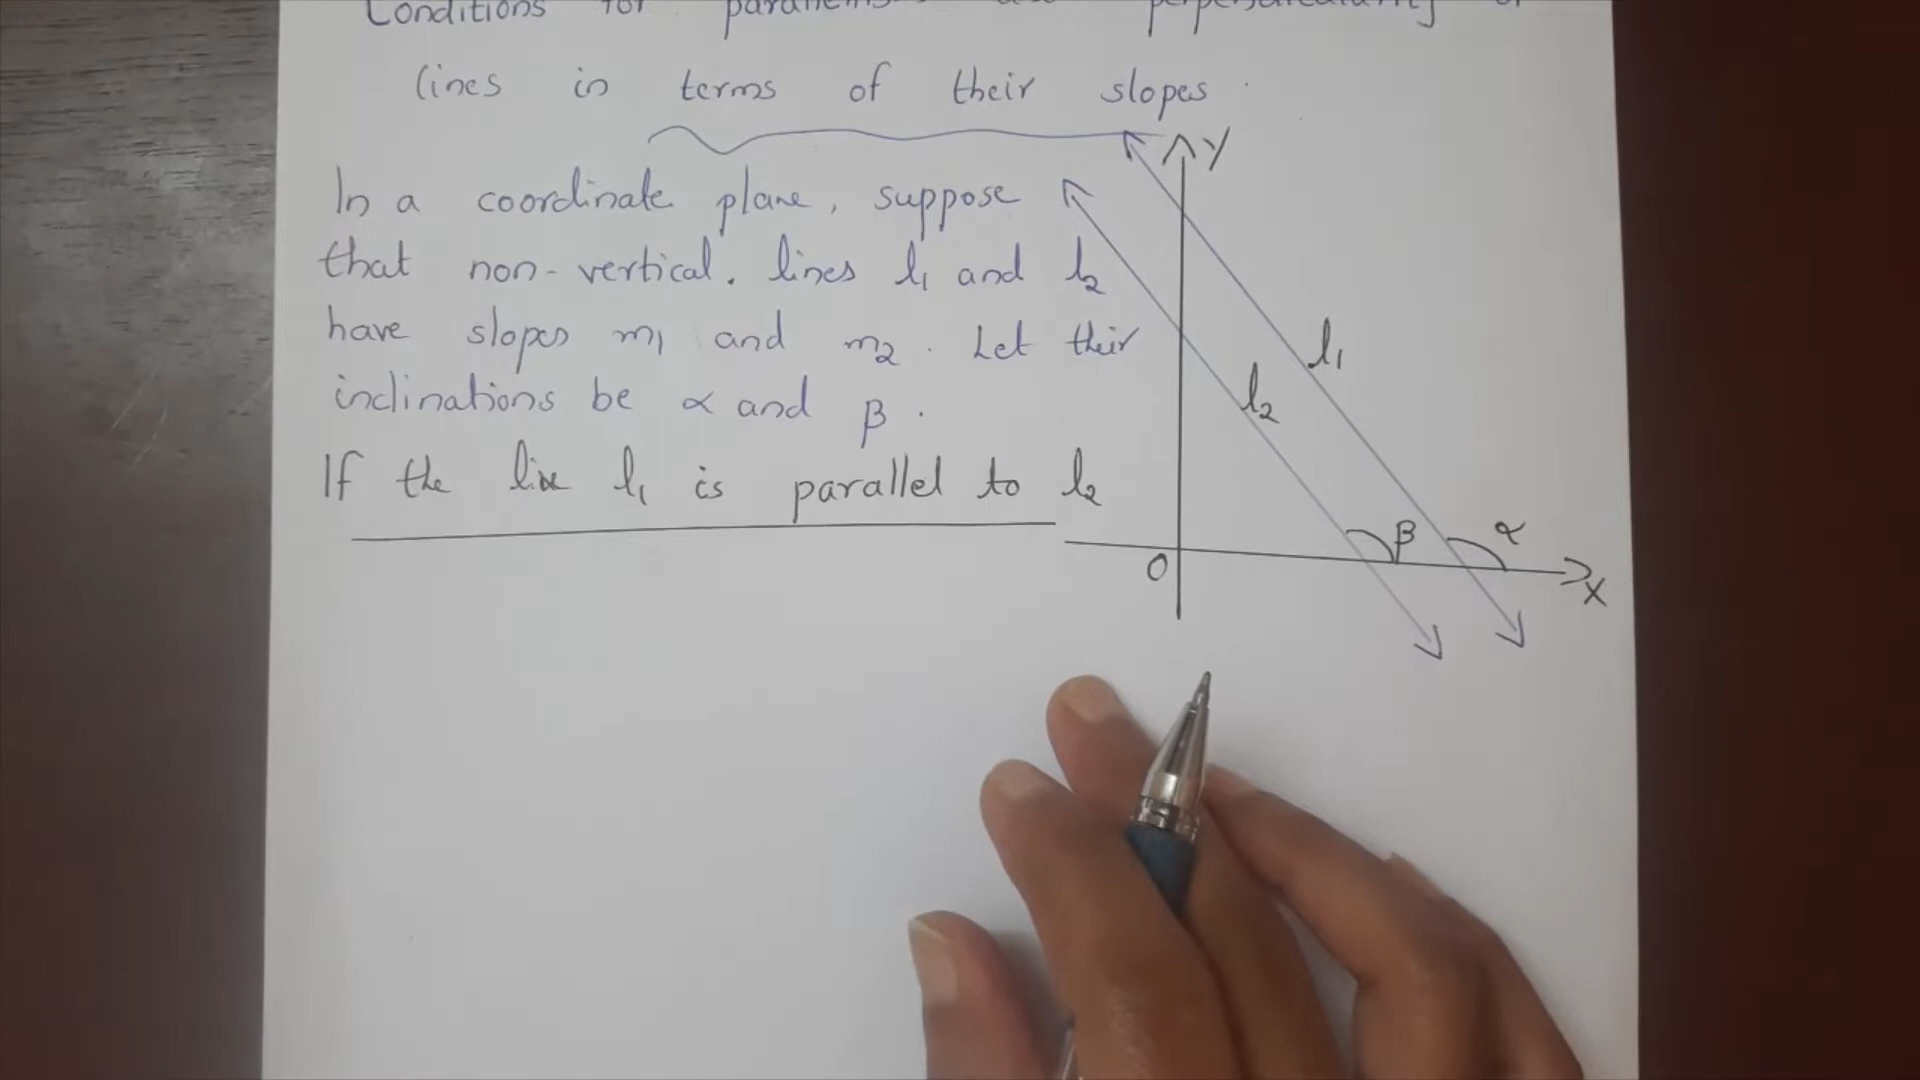 Conditions for
lines in terms of their slopes.
In a coordinate plane, suppose
that non-vertical. lines l₁ and l₂
have slopes m₁ and m₂. Let their
inclinations be α and β.
If the line l₁ is parallel to l₂
Y
l₁
l₂
β
α
O
X